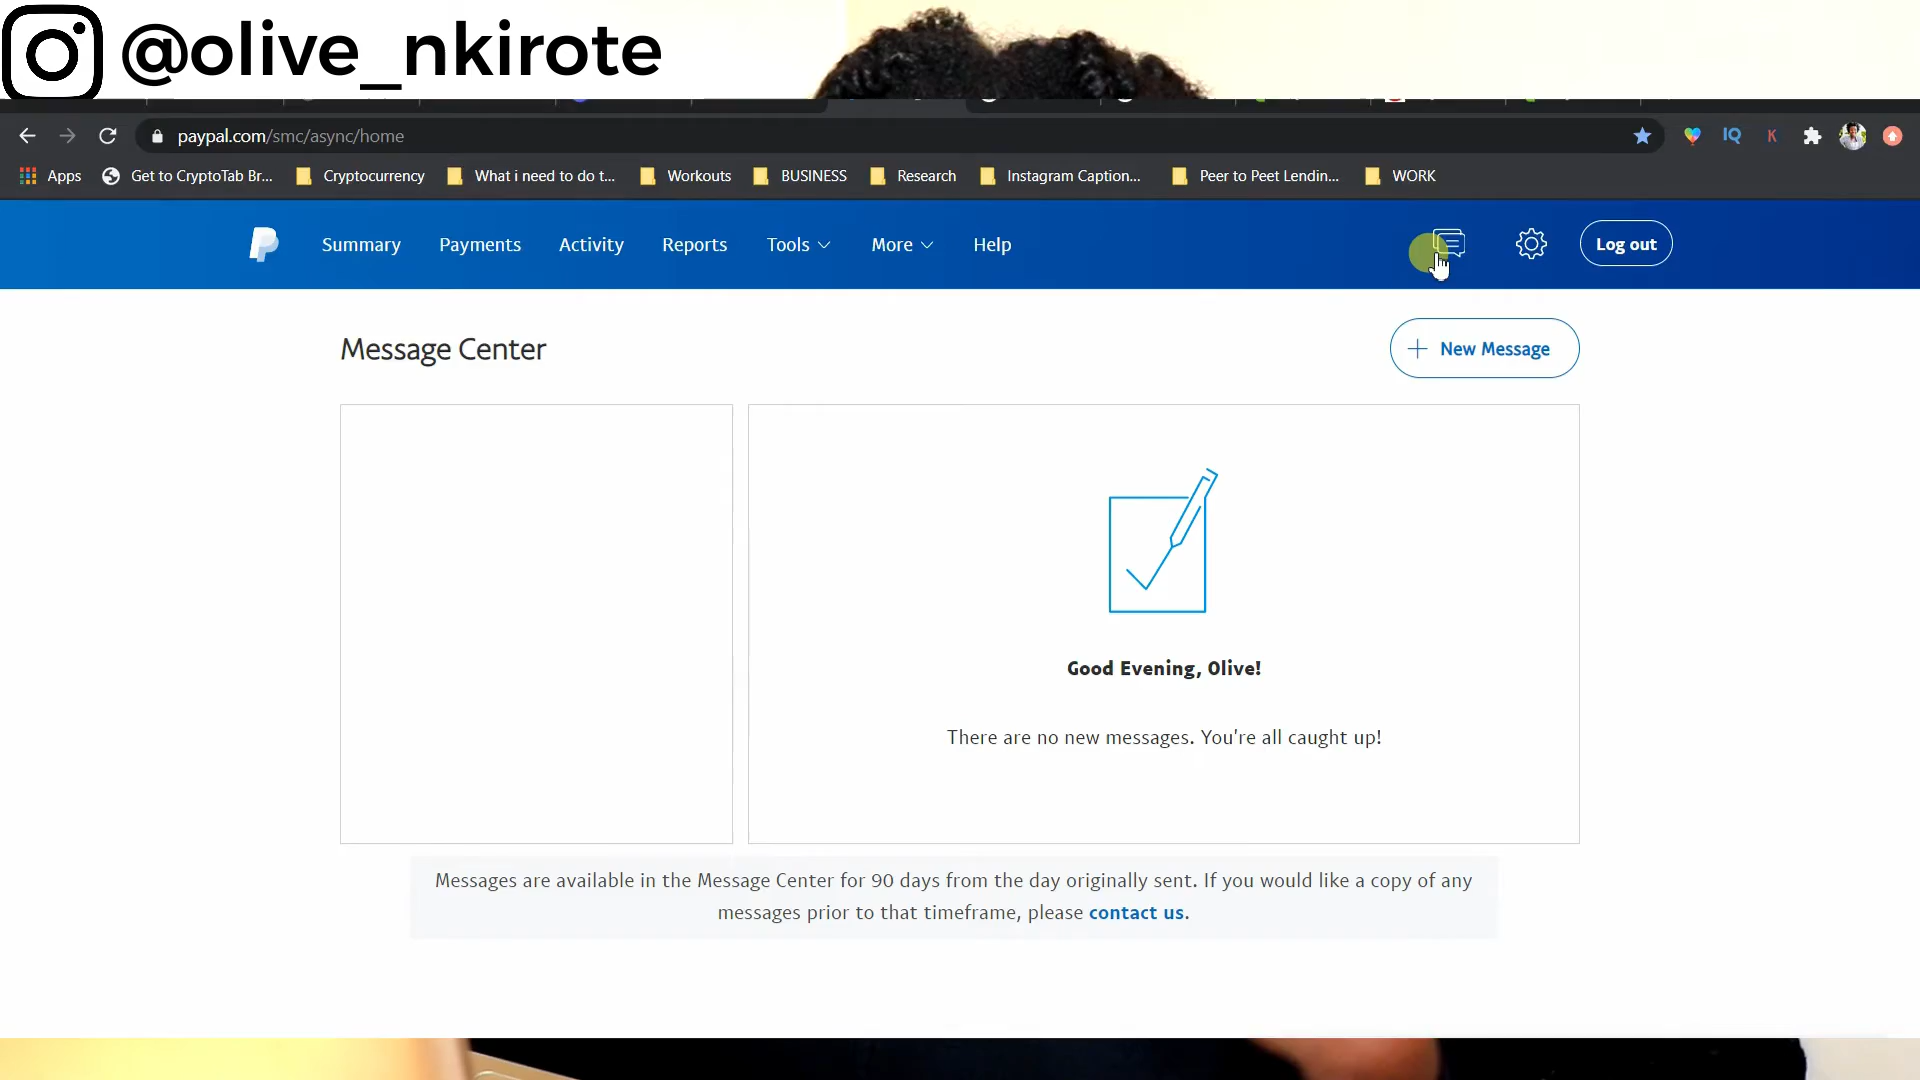 @olive_nkirote
paypal.com/smc/async/home
IQ
K
Apps
Get to CryptoTab Br...
Cryptocurrency
What i need to do t...
Workouts
BUSINESS
Research
Instagram Caption...
Peer to Peet Lendin...
WORK
Summary
Payments
Activity
Reports
Tools
More
Help
Log out
Message Center
New Message
Good Evening, Olive!
There are no new messages. You're all caught up!
Messages are available in the Message Center for 90 days from the day originally sent. If you would like a copy of any
messages prior to that timeframe, please contact us.